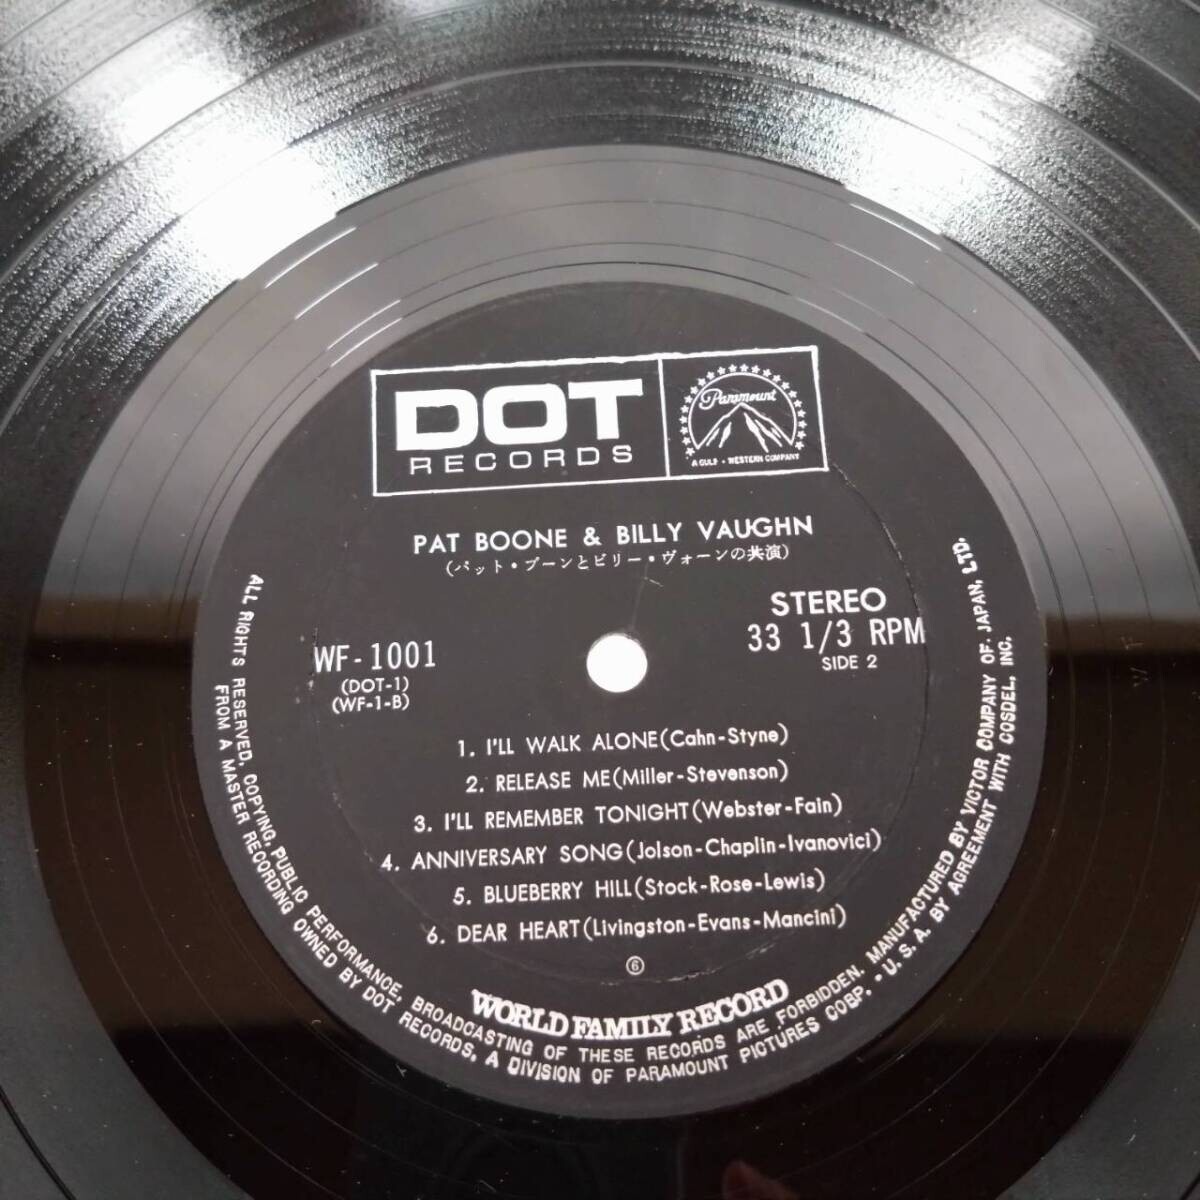 DOT
RECORDS
Paramount
A GULF + WESTERN COMPANY
PAT BOONE & BILLY VAUGHN
(パット・ブーンとビリー・ヴォーンの共演)
STEREO
33 1/3 RPM
SIDE 2
WF-1001
(DOT-1)
(WF-1-B)
1. I'LL WALK ALONE(Cahn-Styne)
2. RELEASE ME(Miller-Stevenson)
3. I'LL REMEMBER TONIGHT(Webster-Fain)
4. ANNIVERSARY SONG(Jolson-Chaplin-Ivanovici)
5. BLUEBERRY HILL(Stock-Rose-Lewis)
6. DEAR HEART(Livingston-Evans-Mancini)
6
WORLD FAMILY RECORD
ALL RIGHTS RESERVED. COPYING, PUBLIC PERFORMANCE, BROADCASTING OF THESE RECORDS ARE FORBIDDEN. MANUFACTURED BY VICTOR COMPANY OF. JAPAN, LTD.
FROM A MASTER RECORDING OWNED BY DOT RECORDS, A DIVISION OF PARAMOUNT PICTURES CORP. • U. S. A. BY AGREEMENT WITH COSDEL, INC.